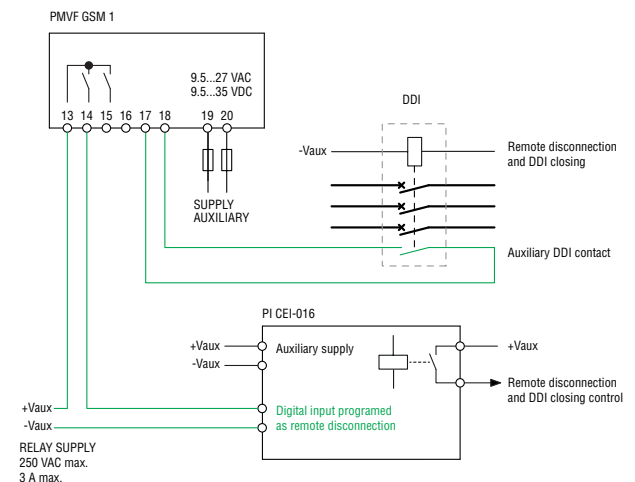 PMVF GSM 1
9.5...27 VAC
9.5...35 VDC
13 14 15 16 17 18 19 20
SUPPLY
AUXILIARY
DDI
-Vaux
Remote disconnection
and DDI closing
Auxiliary DDI contact
PI CEI-016
+Vaux
-Vaux
Auxiliary supply
+Vaux
Remote disconnection
and DDI closing control
Digital input programed
as remote disconnection
+Vaux
-Vaux
RELAY SUPPLY
250 VAC max.
3 A max.